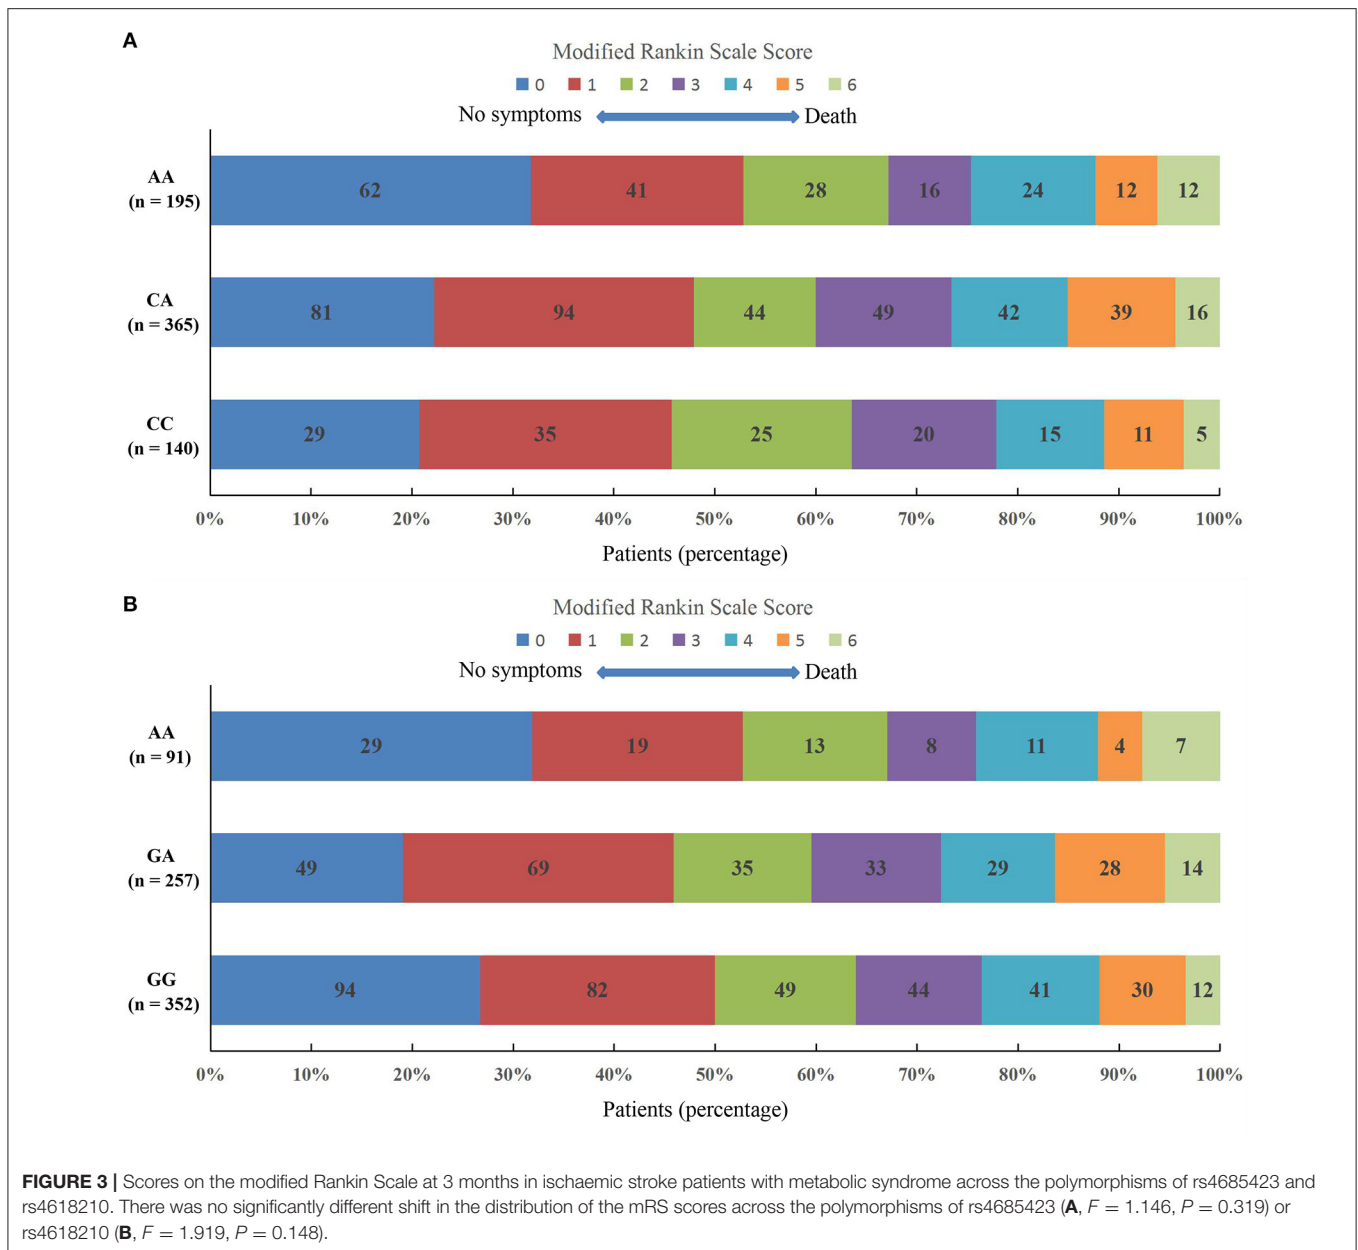 A
Modified Rankin Scale Score
0 1 2 3 4 5 6
No symptoms Death
AA
(n = 195)
62 41 28 16 24 12 12
CA
(n = 365)
81 94 44 49 42 39 16
CC
(n = 140)
29 35 25 20 15 11 5
0% 10% 20% 30% 40% 50% 60% 70% 80% 90% 100%
Patients (percentage)
B
Modified Rankin Scale Score
0 1 2 3 4 5 6
No symptoms Death
AA
(n = 91)
29 19 13 8 11 4 7
GA
(n = 257)
49 69 35 33 29 28 14
GG
(n = 352)
94 82 49 44 41 30 12
0% 10% 20% 30% 40% 50% 60% 70% 80% 90% 100%
Patients (percentage)
FIGURE 3 | Scores on the modified Rankin Scale at 3 months in ischaemic stroke patients with metabolic syndrome across the polymorphisms of rs4685423 and
rs4618210. There was no significantly different shift in the distribution of the mRS scores across the polymorphisms of rs4685423 (A, F = 1.146, P = 0.319) or
rs4618210 (B, F = 1.919, P = 0.148).